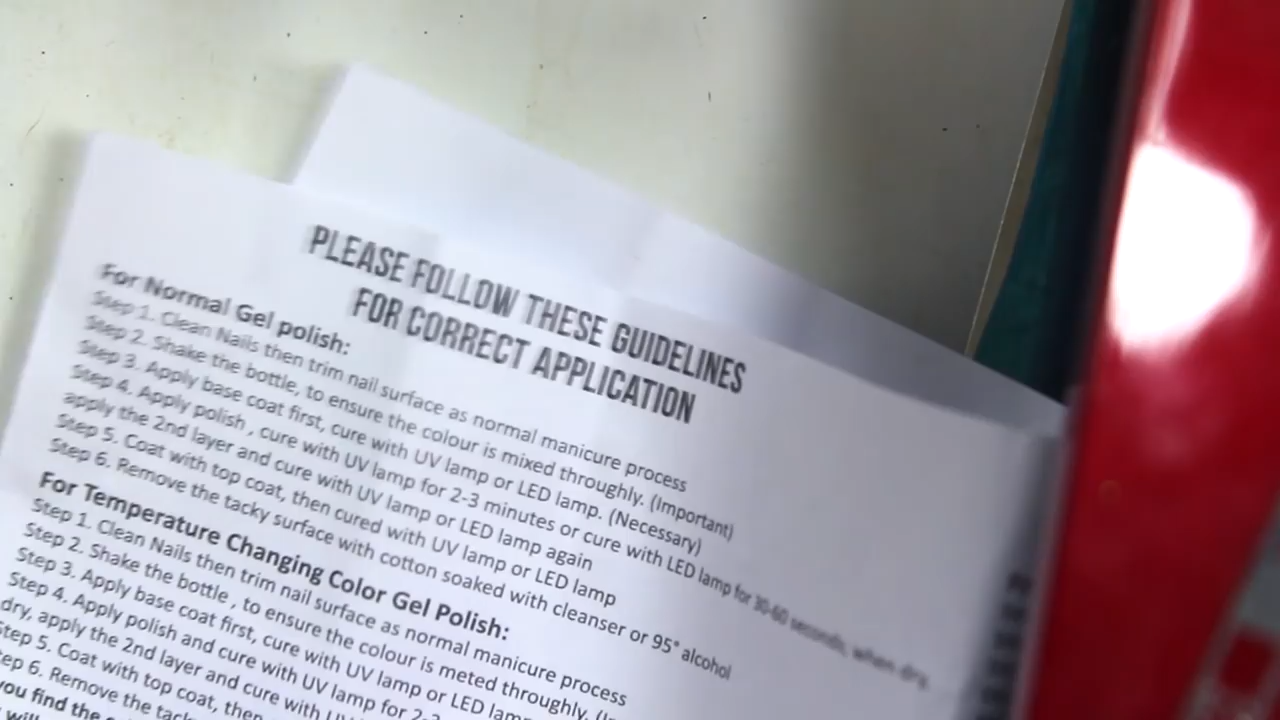 PLEASE FOLLOW THESE GUIDELINES
FOR CORRECT APPLICATION
For Normal Gel polish:
Step 1. Clean Nails then trim nail surface as normal manicure process
Step 2. Shake the bottle, to ensure the colour is mixed throughly. (Important)
Step 3. Apply base coat first, cure with UV lamp or LED lamp. (Necessary)
Step 4. Apply polish , cure with UV lamp for 2-3 minutes or cure with LED lamp for 30-60 seconds, when dry,
apply the 2nd layer and cure with UV lamp or LED lamp again
Step 5. Coat with top coat, then cured with UV lamp or LED lamp
Step 6. Remove the tacky surface with cotton soaked with cleanser or 95° alcohol
For Temperature Changing Color Gel Polish:
Step 1. Clean Nails then trim nail surface as normal manicure process
Step 2. Shake the bottle , to ensure the colour is meted throughly.
Step 3. Apply base coat first, cure with UV lamp or LED lamp
Step 4. Apply polish and cure with UV lamp for 2-3
dry, apply the 2nd layer and cure with
Step 5. Coat with top coat, then
Step 6. Remove the
you find the
will